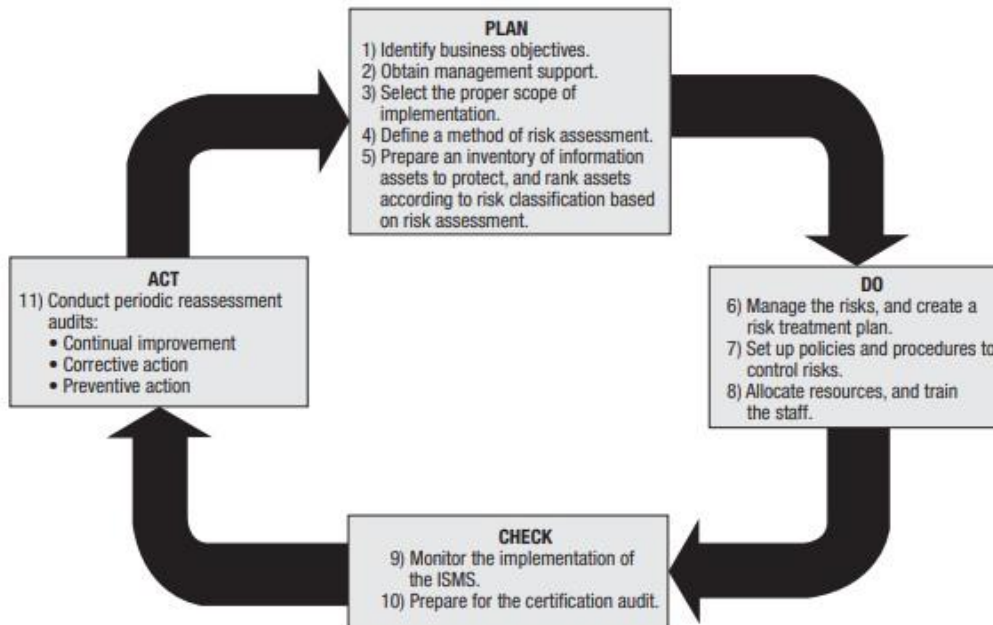 PLAN
1) Identify business objectives.
2) Obtain management support.
3) Select the proper scope of
implementation.
4) Define a method of risk assessment.
5) Prepare an inventory of information
assets to protect, and rank assets
according to risk classification based
on risk assessment.
DO
6) Manage the risks, and create a
risk treatment plan.
7) Set up policies and procedures to
control risks.
8) Allocate resources, and train
the staff.
CHECK
9) Monitor the implementation of
the ISMS.
10) Prepare for the certification audit.
ACT
11) Conduct periodic reassessment
audits:
• Continual improvement
• Corrective action
• Preventive action